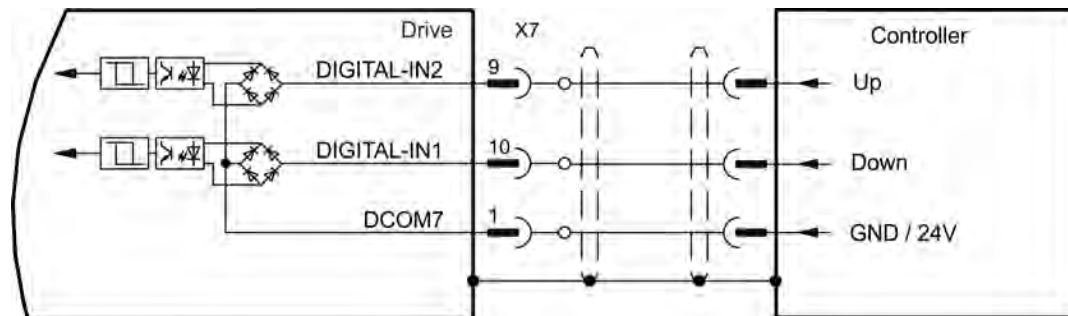 Drive X7 Controller
DIGITAL-IN2 9 Up
DIGITAL-IN1 10 Down
DCOM7 1 GND / 24V